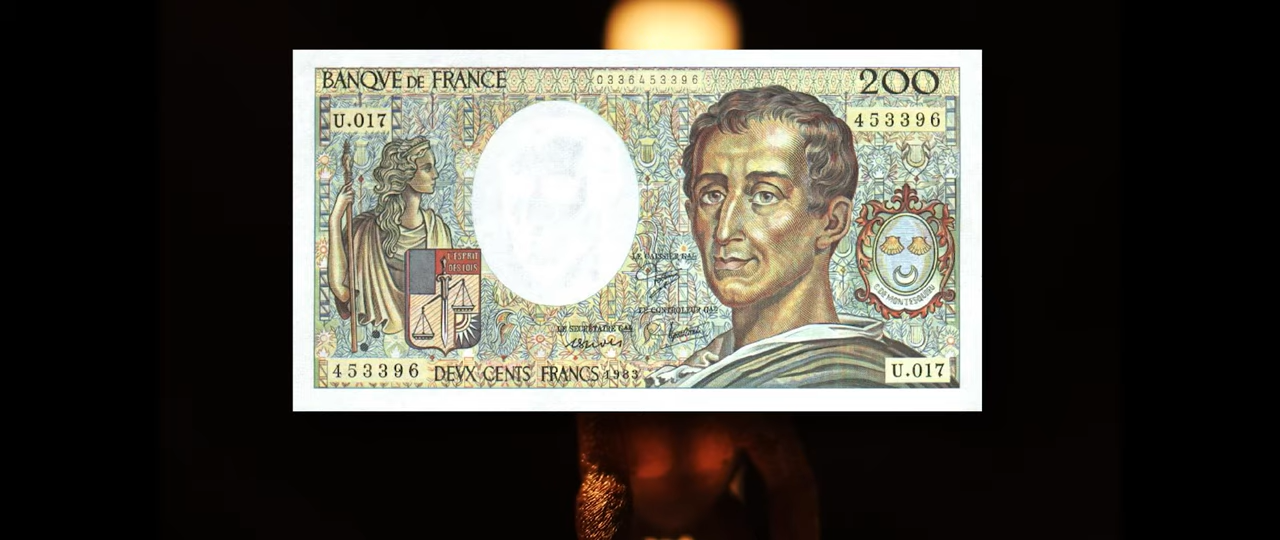 BANQVE DE FRANCE
0336453396
200
U.017
453396
L'ESPRIT
DES LOIS
LE CAISSIER GAL
LE CONTROLEUR GAL
LE SECRÉTAIRE GAL
453396
DEVX CENTS FRANCS 1983
U.017